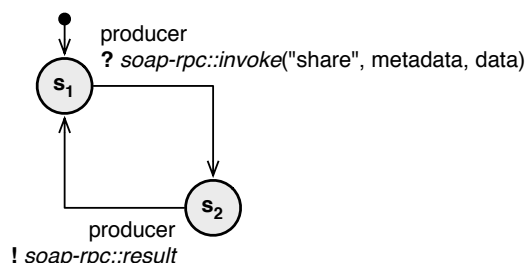 producer
? soap-rpc::invoke("share", metadata, data)
s1
s2
producer
! soap-rpc::result